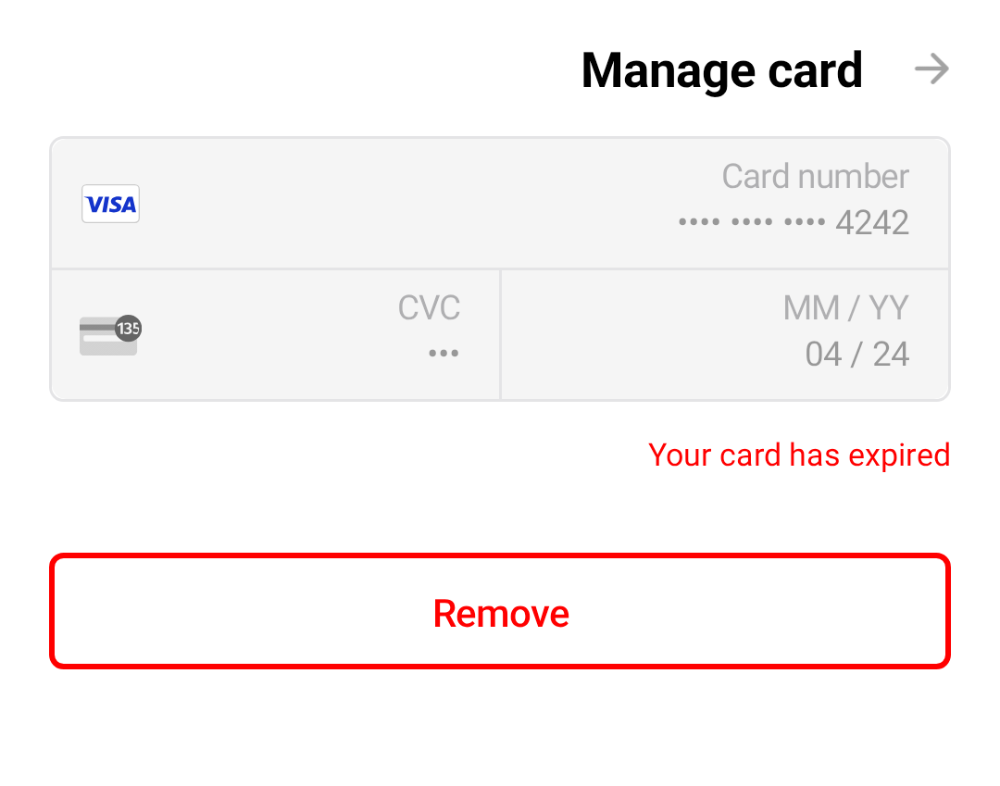 Manage card
VISA
Card number
•••• •••• •••• 4242
135
CVC
•••
MM / YY
04 / 24
Your card has expired
Remove